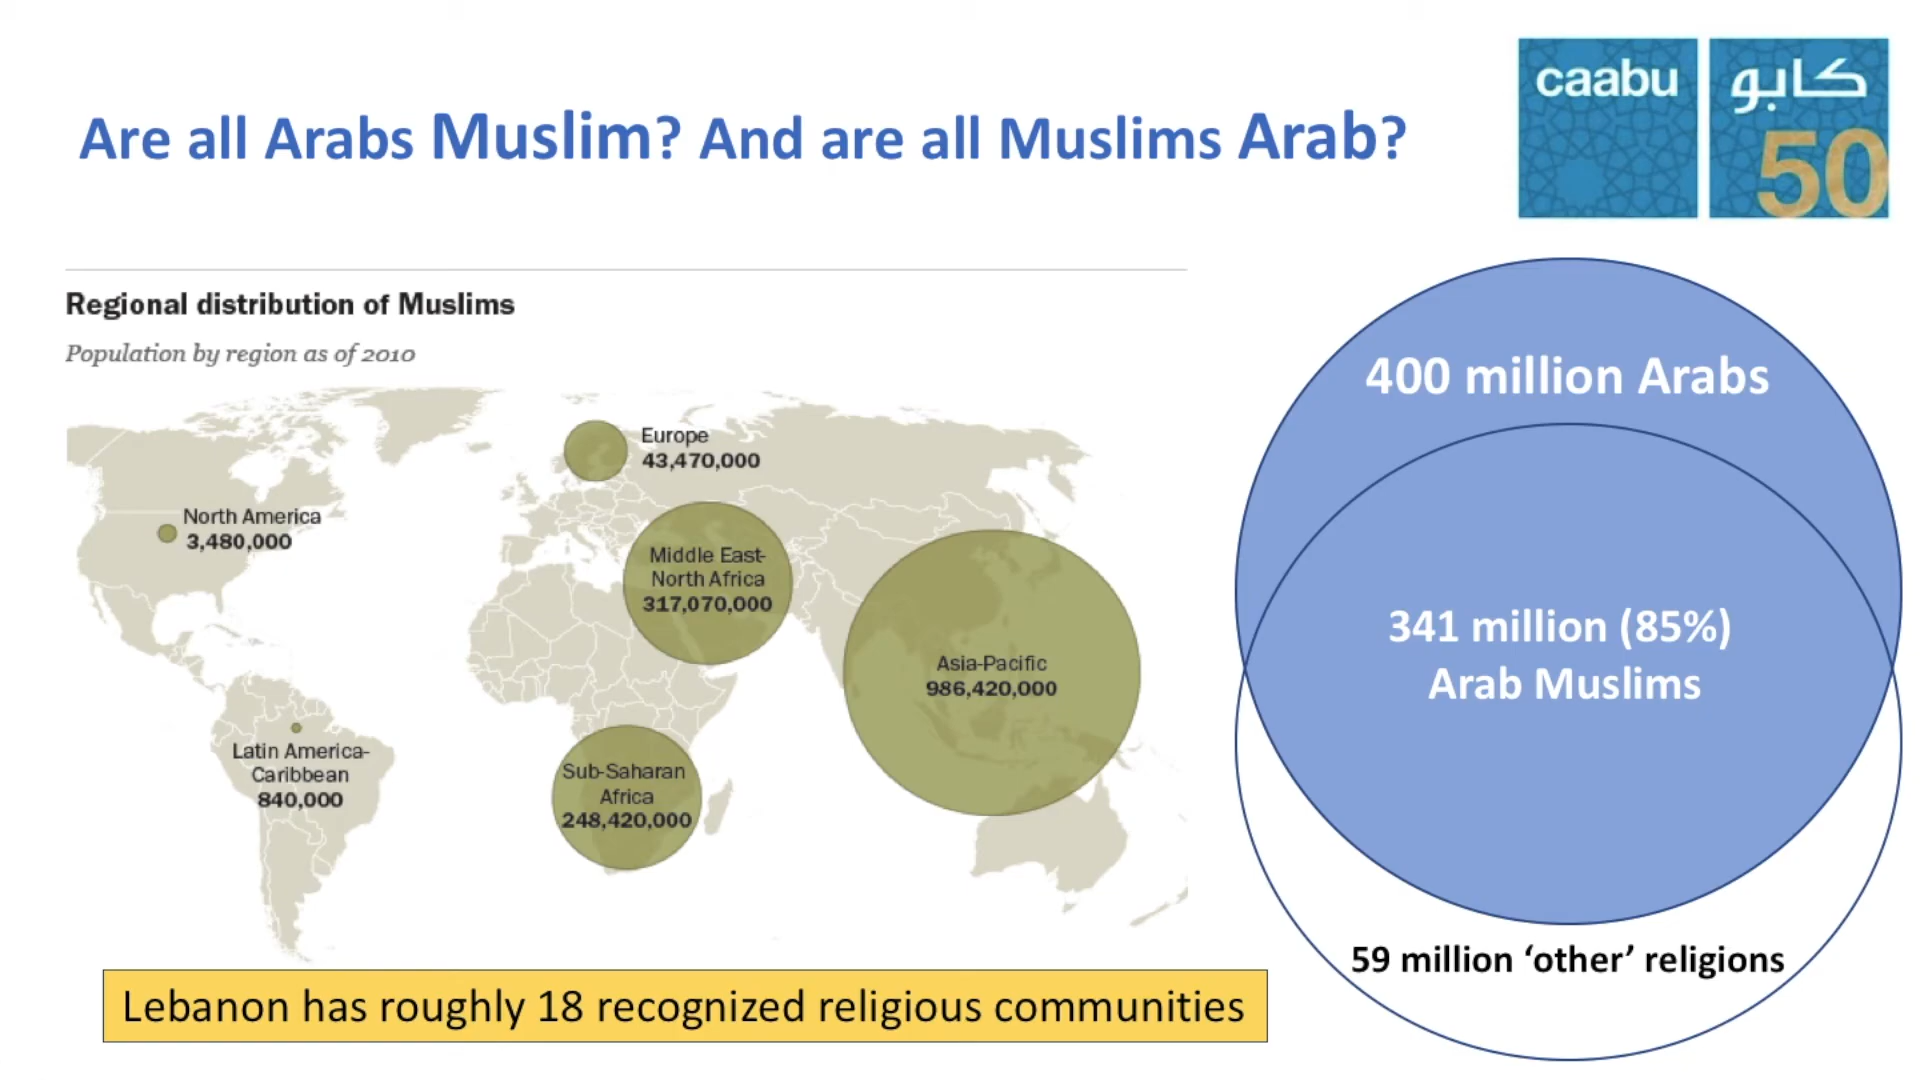 Are all Arabs Muslim? And are all Muslims Arab?
caabu
كابو
50
Regional distribution of Muslims
Population by region as of 2010
Europe
43,470,000
North America
3,480,000
Middle East-
North Africa
317,070,000
Asia-Pacific
986,420,000
Latin America-
Caribbean
840,000
Sub-Saharan
Africa
248,420,000
400 million Arabs
341 million (85%)
Arab Muslims
59 million ‘other’ religions
Lebanon has roughly 18 recognized religious communities